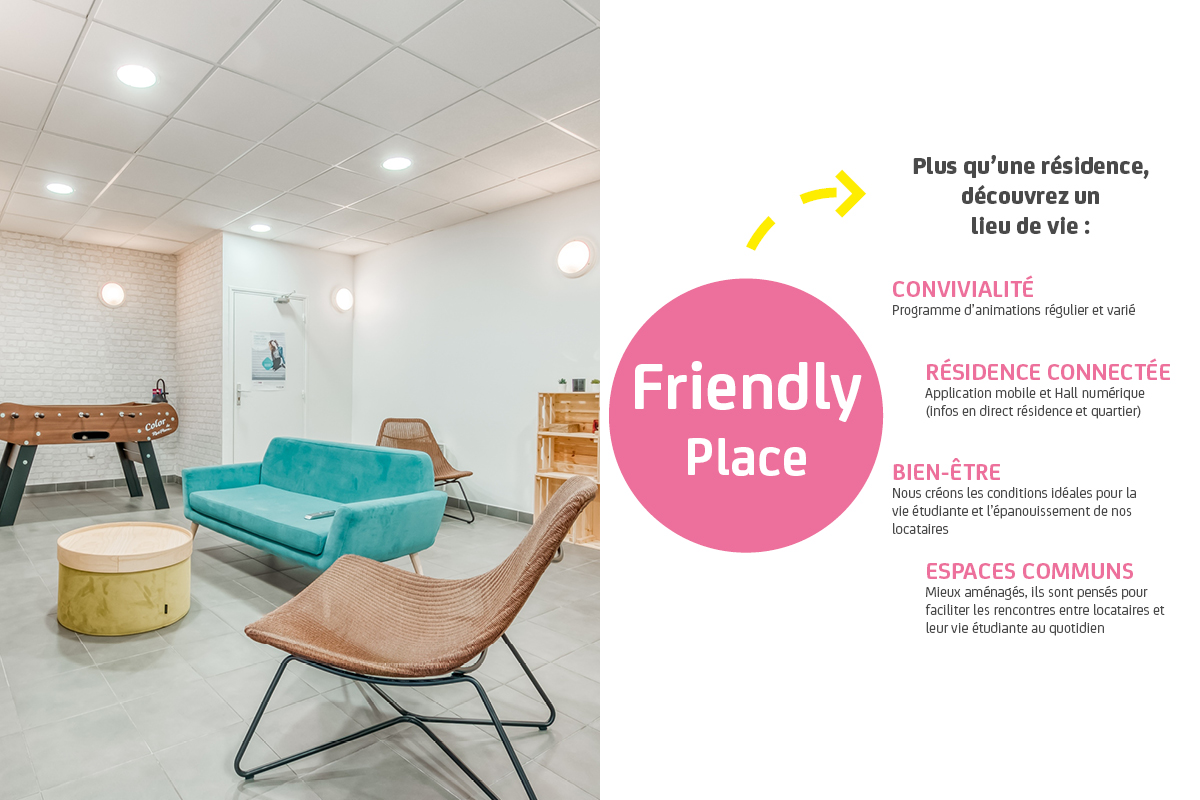 Color
Plus qu’une résidence,
découvrez un
lieu de vie :
Friendly
Place
CONVIVIALITÉ
Programme d’animations régulier et varié
RÉSIDENCE CONNECTÉE
Application mobile et Hall numérique
(infos en direct résidence et quartier)
BIEN-ÊTRE
Nous créons les conditions idéales pour la
vie étudiante et l’épanouissement de nos
locataires
ESPACES COMMUNS
Mieux aménagés, ils sont pensés pour
faciliter les rencontres entre locataires et
leur vie étudiante au quotidien